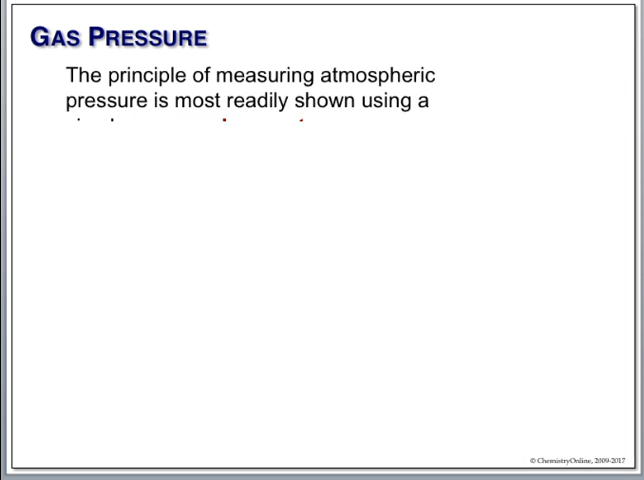 GAS PRESSURE
The principle of measuring atmospheric
pressure is most readily shown using a
© ChemistryOnline, 2009-2017